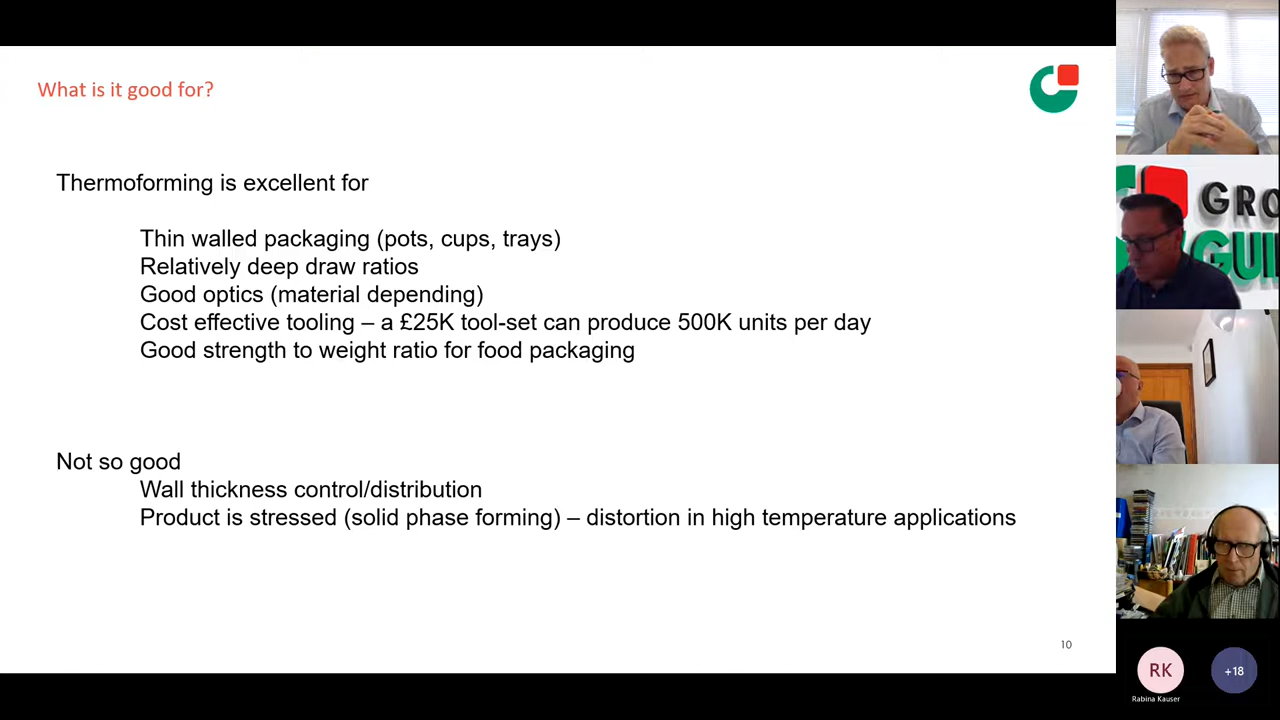 What is it good for?
Thermoforming is excellent for
Thin walled packaging (pots, cups, trays)
Relatively deep draw ratios
Good optics (material depending)
Cost effective tooling – a £25K tool-set can produce 500K units per day
Good strength to weight ratio for food packaging
Not so good
Wall thickness control/distribution
Product is stressed (solid phase forming) – distortion in high temperature applications
10
GRO
GUI
RK
+18
Rabina Kauser